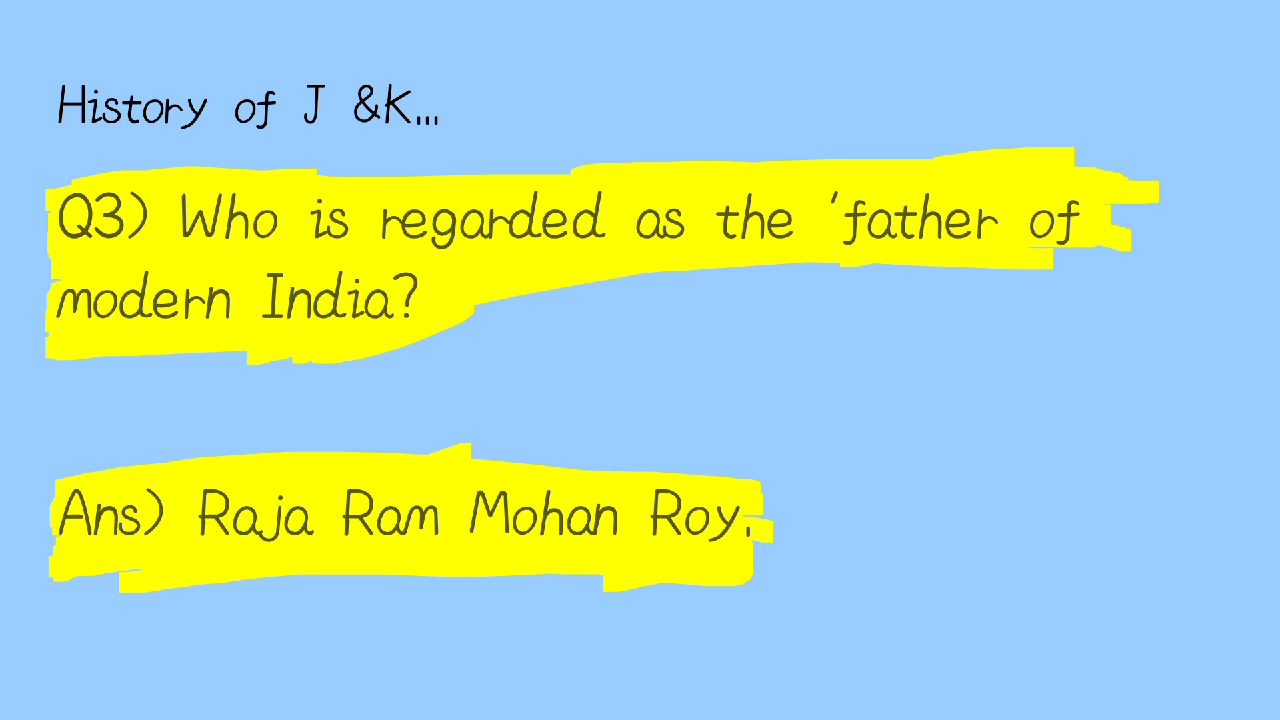 History of J &K...
Q3) Who is regarded as the 'father of
modern India?
Ans) Raja Ram Mohan Roy.